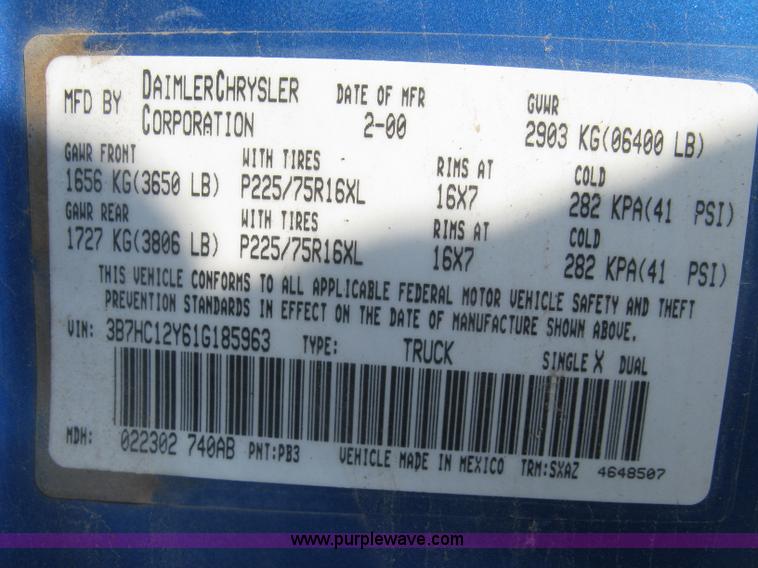 MFD BY DAIMLERCHRYSLER CORPORATION DATE OF MFR 2-00 GVWR 2903 KG(06400 LB)
GAWR FRONT WITH TIRES RIMS AT COLD
1656 KG(3650 LB) P225/75R16XL 16X7 282 KPA(41 PSI)
GAWR REAR WITH TIRES RIMS AT COLD
1727 KG(3806 LB) P225/75R16XL 16X7 282 KPA(41 PSI)
THIS VEHICLE CONFORMS TO ALL APPLICABLE FEDERAL MOTOR VEHICLE SAFETY AND THEFT
PREVENTION STANDARDS IN EFFECT ON THE DATE OF MANUFACTURE SHOWN ABOVE.
VIN: 3B7HC12Y61G185963 TYPE: TRUCK SINGLE X DUAL
MDH: 022302 740AB PNT:PB3 VEHICLE MADE IN MEXICO TRM:SXAZ 4648507
www.purplewave.com